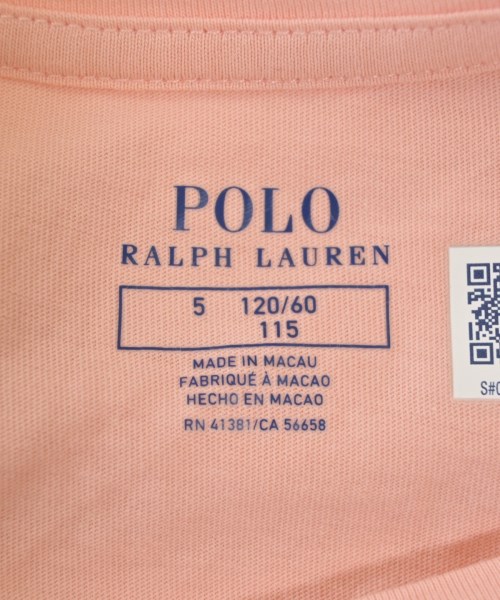 POLO
RALPH LAUREN
5 120/60
115
MADE IN MACAU
FABRIQUÉ À MACAO
HECHO EN MACAO
RN 41381/CA 56658